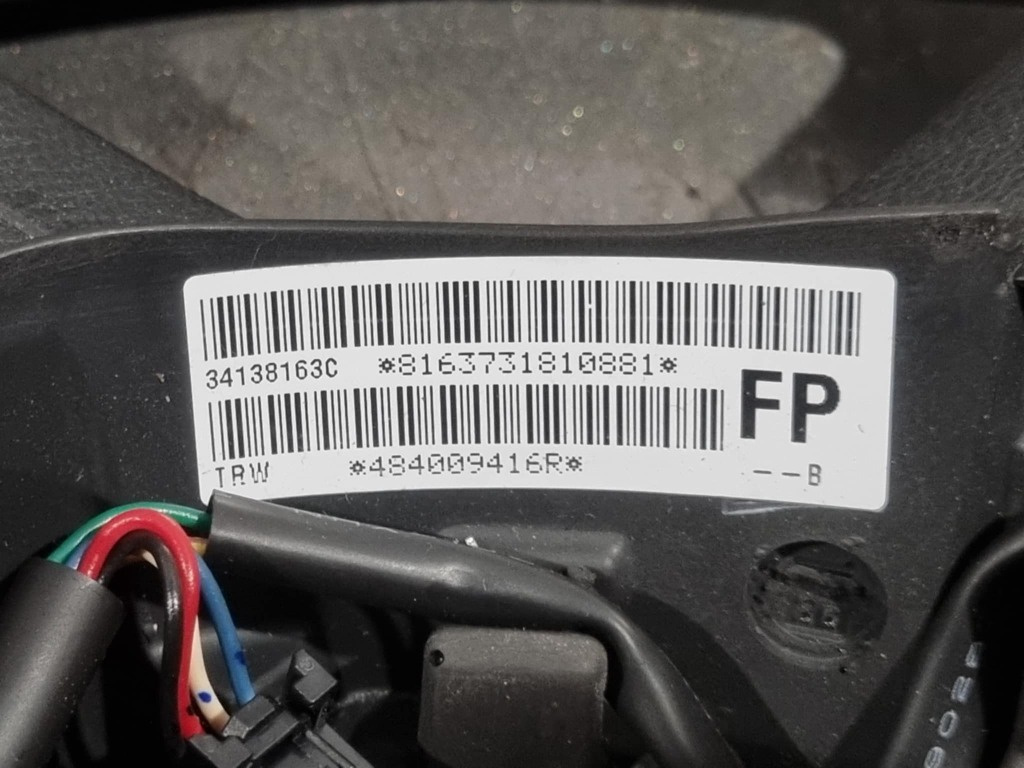 34138163C *8163731810881*
FP
TRW *484009416R*
--B